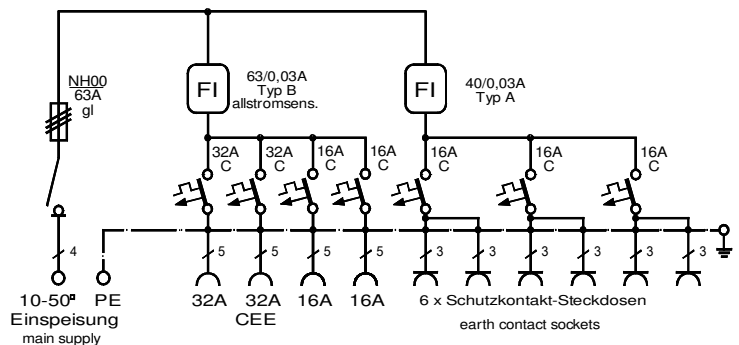 NH00
63A
gl
FI
63/0,03A
Typ B
allstromsens.
FI
40/0,03A
Typ A
32A
C
32A
C
16A
C
16A
C
16A
C
16A
C
16A
C
4
5
5
5
5
3
3
3
3
3
3
10-50□ PE
Einspeisung
main supply
32A 32A 16A 16A
CEE
6 x Schutzkontakt-Steckdosen
earth contact sockets